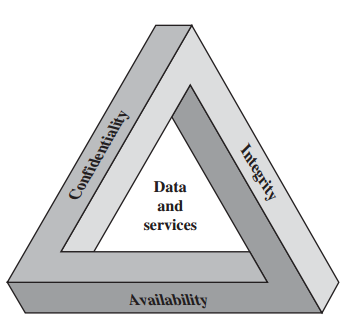 Confidentiality
Integrity
Data
and
services
Availability